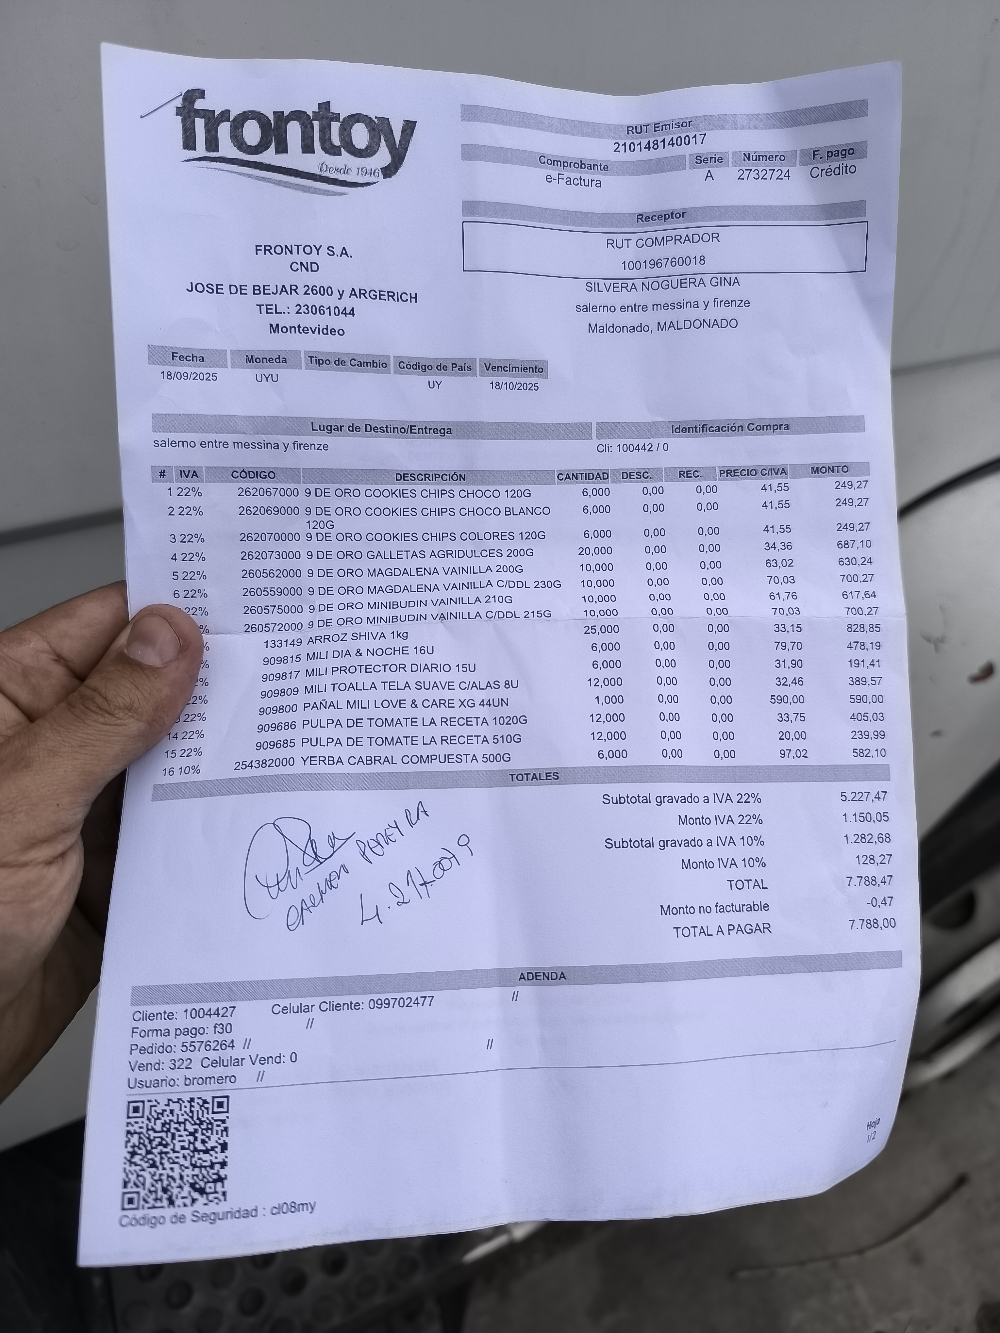 frontoy
Desde 1946
RUT Emisor
210148140017
Comprobante Serie Número F. pago
e-Factura A 2732724 Crédito
Receptor
RUT COMPRADOR
100196760018
SILVERA NOGUERA GINA
salerno entre messina y firenze
Maldonado, MALDONADO
FRONTOY S.A.
CND
JOSE DE BEJAR 2600 y ARGERICH
TEL.: 23061044
Montevideo
Fecha Moneda Tipo de Cambio Código de País Vencimiento
18/09/2025 UYU UY 18/10/2025
Lugar de Destino/Entrega Identificación Compra
salerno entre messina y firenze Cli: 100442 / 0
# IVA CÓDIGO DESCRIPCIÓN CANTIDAD DESC. REC. PRECIO C/IVA MONTO
1 22% 262067000 9 DE ORO COOKIES CHIPS CHOCO 120G 6,000 0,00 0,00 41,55 249,27
2 22% 262069000 9 DE ORO COOKIES CHIPS CHOCO BLANCO 6,000 0,00 0,00 41,55 249,27
120G
3 22% 262070000 9 DE ORO COOKIES CHIPS COLORES 120G 6,000 0,00 0,00 41,55 249,27
4 22% 262073000 9 DE ORO GALLETAS AGRIDULCES 200G 20,000 0,00 0,00 34,36 687,10
5 22% 260562000 9 DE ORO MAGDALENA VAINILLA 200G 10,000 0,00 0,00 63,02 630,24
6 22% 260559000 9 DE ORO MAGDALENA VAINILLA C/DDL 230G 10,000 0,00 0,00 70,03 700,27
22% 260575000 9 DE ORO MINIBUDIN VAINILLA 210G 10,000 0,00 0,00 61,76 617,64
% 260572000 9 DE ORO MINIBUDIN VAINILLA C/DDL 215G 10,000 0,00 0,00 70,03 700,27
% 133149 ARROZ SHIVA 1kg 25,000 0,00 0,00 33,15 828,85
% 909815 MILI DIA & NOCHE 16U 6,000 0,00 0,00 79,70 478,19
% 909817 MILI PROTECTOR DIARIO 15U 6,000 0,00 0,00 31,90 191,41
22% 909809 MILI TOALLA TELA SUAVE C/ALAS 8U 12,000 0,00 0,00 32,46 389,57
22% 909800 PAÑAL MILI LOVE & CARE XG 44UN 1,000 0,00 0,00 590,00 590,00
14 22% 909686 PULPA DE TOMATE LA RECETA 1020G 12,000 0,00 0,00 33,75 405,03
15 22% 909685 PULPA DE TOMATE LA RECETA 510G 12,000 0,00 0,00 20,00 239,99
16 10% 254382000 YERBA CABRAL COMPUESTA 500G 6,000 0,00 0,00 97,02 582,10
TOTALES
Subtotal gravado a IVA 22% 5.227,47
Monto IVA 22% 1.150,05
Subtotal gravado a IVA 10% 1.282,68
Monto IVA 10% 128,27
TOTAL 7.788,47
Monto no facturable -0,47
TOTAL A PAGAR 7.788,00
PEREYRA
ADENDA
Cliente: 1004427 Celular Cliente: 099702477 //
Forma pago: f30 //
Pedido: 5576264 // //
Vend: 322 Celular Vend: 0
Usuario: bromero //
Código de Seguridad : cl08my
Hoja
1/2